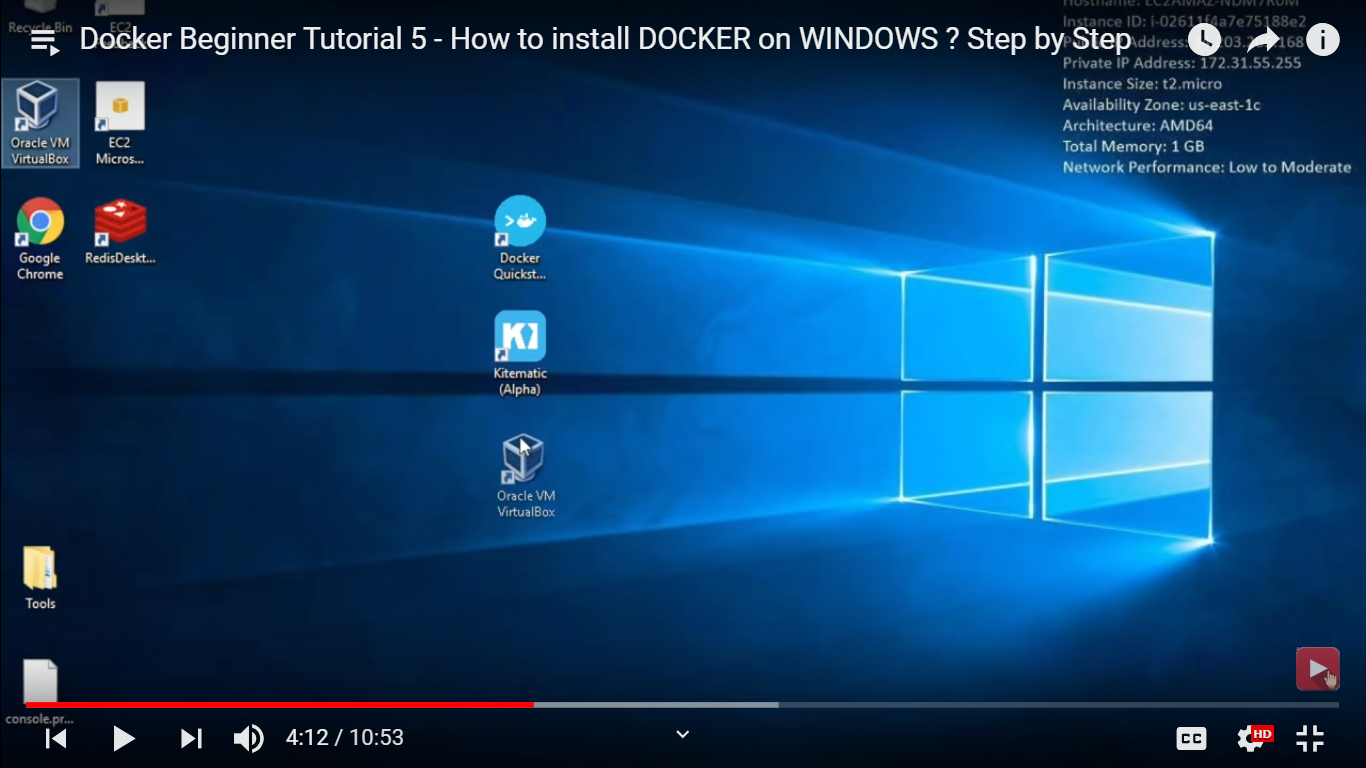 Recycle Bin
EC2
Docker Beginner Tutorial 5 - How to install DOCKER on WINDOWS ? Step by Step
Instance ID: i-02611f4a7e75188e2
Private IP Address: 172.31.55.255
Instance Size: t2.micro
Availability Zone: us-east-1c
Architecture: AMD64
Total Memory: 1 GB
Network Performance: Low to Moderate
Oracle VM
VirtualBox
EC2
Micros...
Google
Chrome
RedisDeskt...
Docker
Quickst...
Kitematic
(Alpha)
Oracle VM
VirtualBox
Tools
console.pr...
4:12 / 10:53
CC
HD